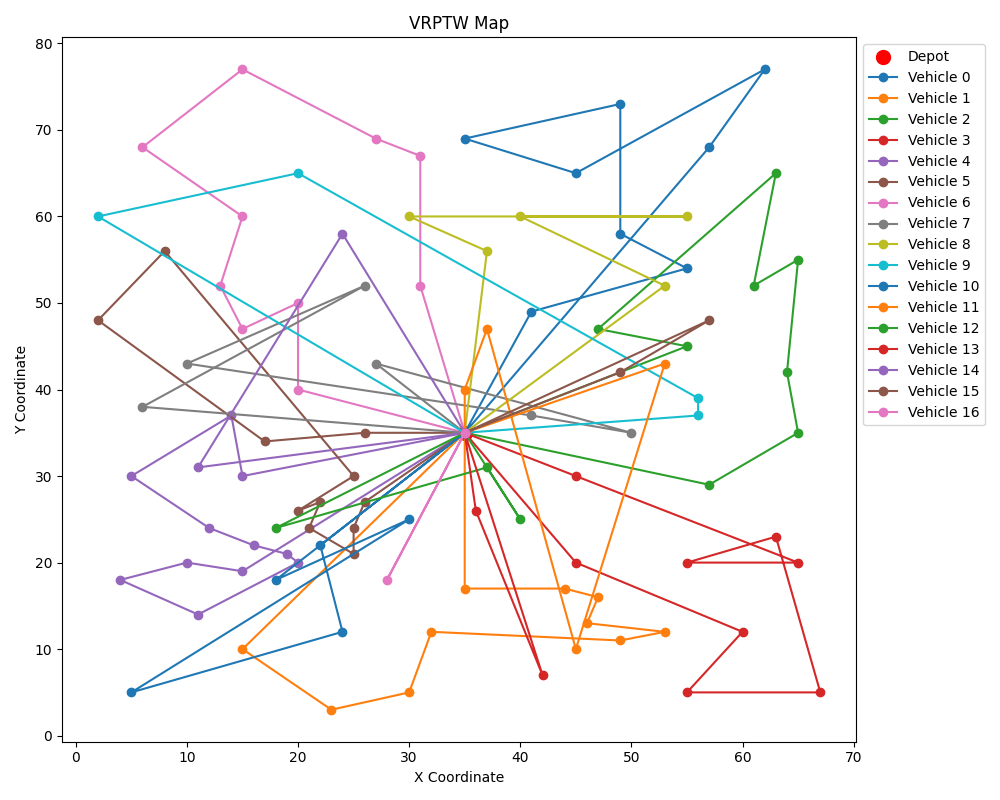 VRPTW Map
Y Coordinate
80
70
60
50
40
30
20
10
0
0 10 20 30 40 50 60 70
X Coordinate
Depot
Vehicle 0
Vehicle 1
Vehicle 2
Vehicle 3
Vehicle 4
Vehicle 5
Vehicle 6
Vehicle 7
Vehicle 8
Vehicle 9
Vehicle 10
Vehicle 11
Vehicle 12
Vehicle 13
Vehicle 14
Vehicle 15
Vehicle 16